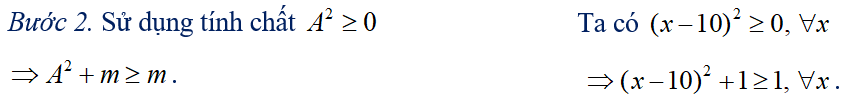 Bước 2. Sử dụng tính chất A² ≥ 0
⇒ A² + m ≥ m.
Ta có (x − 10)² ≥ 0, ∀x
⇒ (x − 10)² + 1 ≥ 1, ∀x.